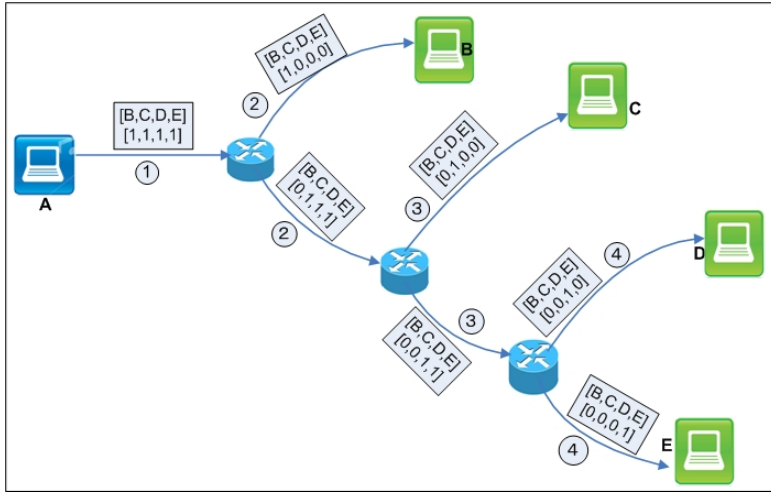 [B,C,D,E]
[1,1,1,1]
1
A
[B,C,D,E]
[1,0,0,0]
2
B
[B,C,D,E]
[0,1,1,1]
2
[B,C,D,E]
[0,1,0,0]
3
C
[B,C,D,E]
[0,0,1,1]
3
[B,C,D,E]
[0,0,1,0]
4
D
[B,C,D,E]
[0,0,0,1]
4
E